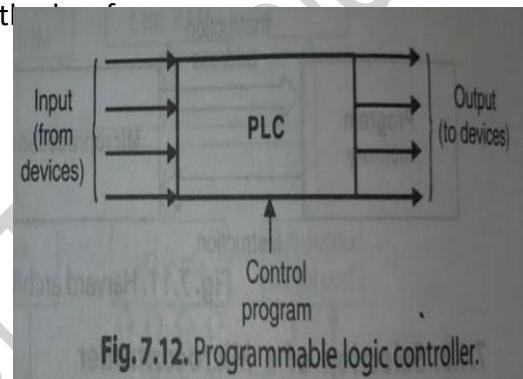 Input
(from
devices)
PLC
Output
(to devices)
Control
program
Fig. 7.12. Programmable logic controller.